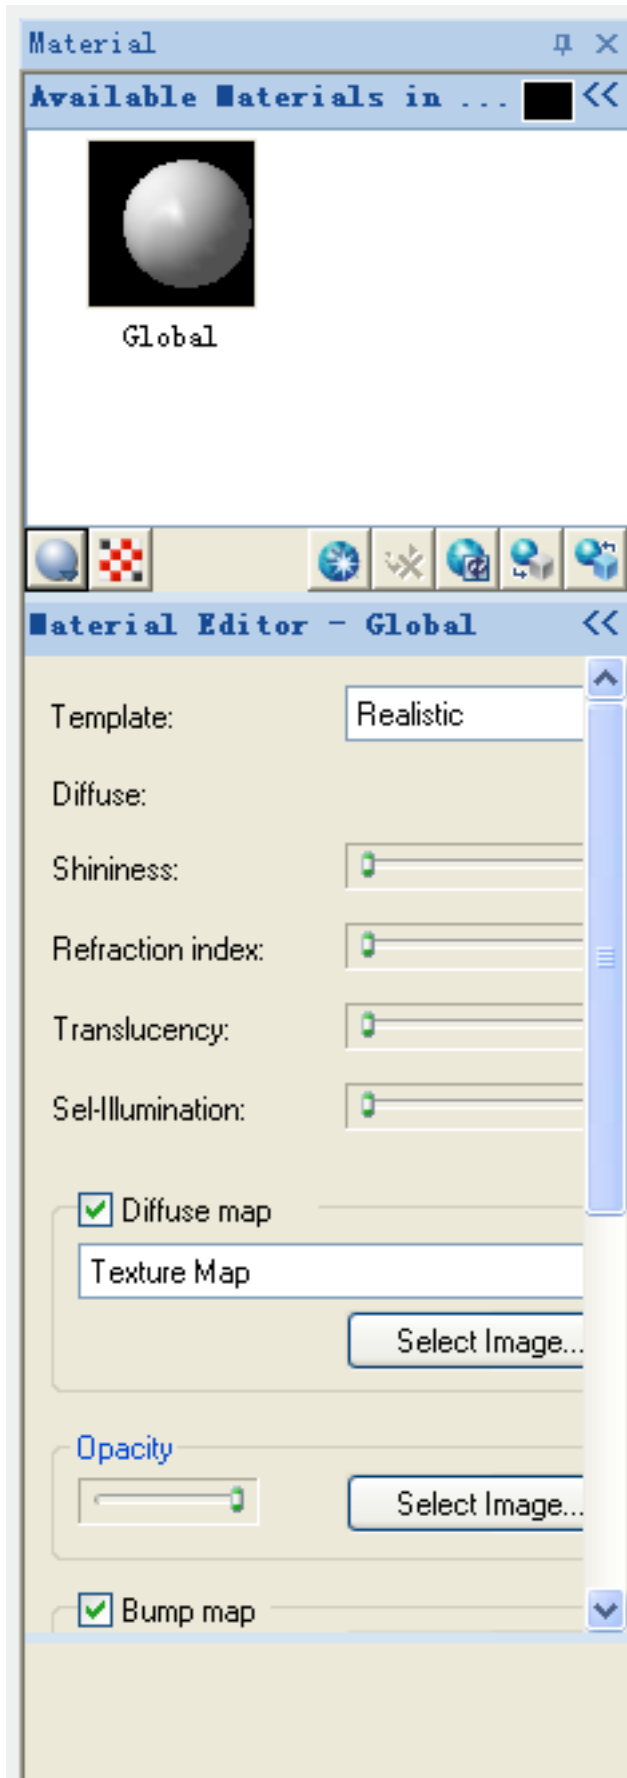 Material
Available Materials in ...
Global
Material Editor - Global
Template: Realistic
Diffuse:
Shininess:
Refraction index:
Translucency:
Sel-Illumination:
Diffuse map
Texture Map
Select Image...
Opacity
Select Image...
Bump map